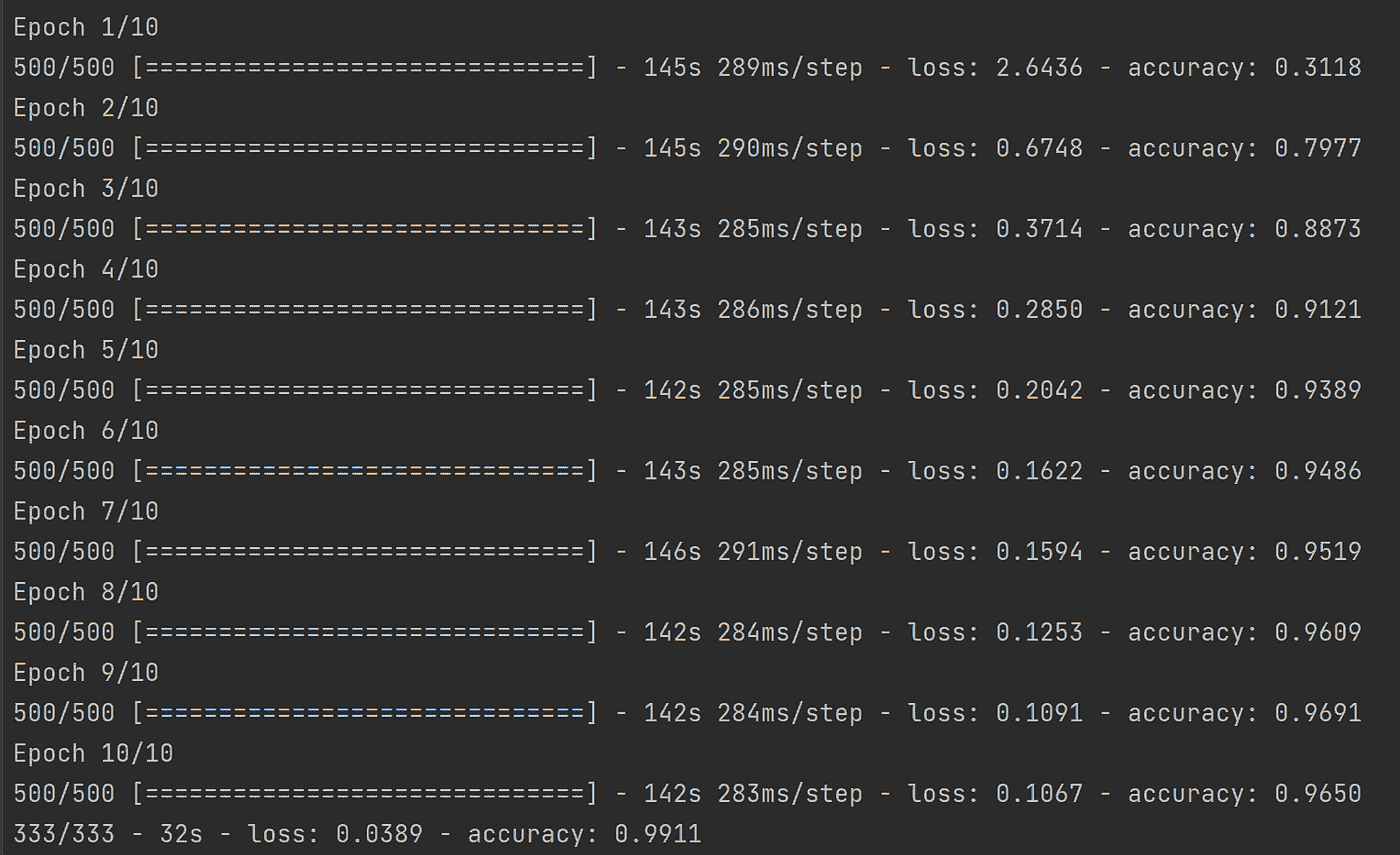 Epoch 1/10
500/500 [==============================] - 145s 289ms/step - loss: 2.6436 - accuracy: 0.3118
Epoch 2/10
500/500 [==============================] - 145s 290ms/step - loss: 0.6748 - accuracy: 0.7977
Epoch 3/10
500/500 [==============================] - 143s 285ms/step - loss: 0.3714 - accuracy: 0.8873
Epoch 4/10
500/500 [==============================] - 143s 286ms/step - loss: 0.2850 - accuracy: 0.9121
Epoch 5/10
500/500 [==============================] - 142s 285ms/step - loss: 0.2042 - accuracy: 0.9389
Epoch 6/10
500/500 [==============================] - 143s 285ms/step - loss: 0.1622 - accuracy: 0.9486
Epoch 7/10
500/500 [==============================] - 146s 291ms/step - loss: 0.1594 - accuracy: 0.9519
Epoch 8/10
500/500 [==============================] - 142s 284ms/step - loss: 0.1253 - accuracy: 0.9609
Epoch 9/10
500/500 [==============================] - 142s 284ms/step - loss: 0.1091 - accuracy: 0.9691
Epoch 10/10
500/500 [==============================] - 142s 283ms/step - loss: 0.1067 - accuracy: 0.9650
333/333 - 32s - loss: 0.0389 - accuracy: 0.9911